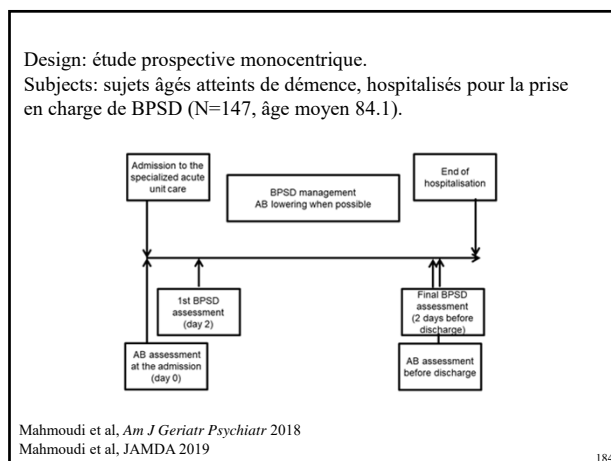 Design: étude prospective monocentrique.
Subjects: sujets âgés atteints de démence, hospitalisés pour la prise
en charge de BPSD (N=147, âge moyen 84.1).
Admission to the
specialized acute
unit care
BPSD management
AB lowering when possible
End of
hospitalisation
1st BPSD
assessment
(day 2)
Final BPSD
assessment
(2 days before
discharge)
AB assessment
at the admission
(day 0)
AB assessment
before discharge
Mahmoudi et al, Am J Geriatr Psychiatr 2018
Mahmoudi et al, JAMDA 2019
184